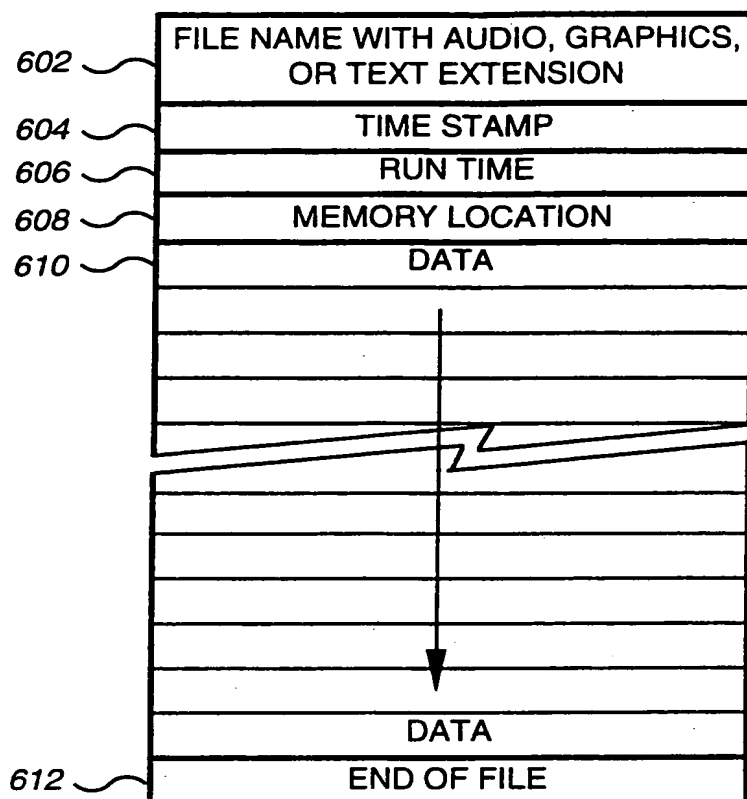 602 FILE NAME WITH AUDIO, GRAPHICS,
OR TEXT EXTENSION
604 TIME STAMP
606 RUN TIME
608 MEMORY LOCATION
610 DATA
DATA
612 END OF FILE